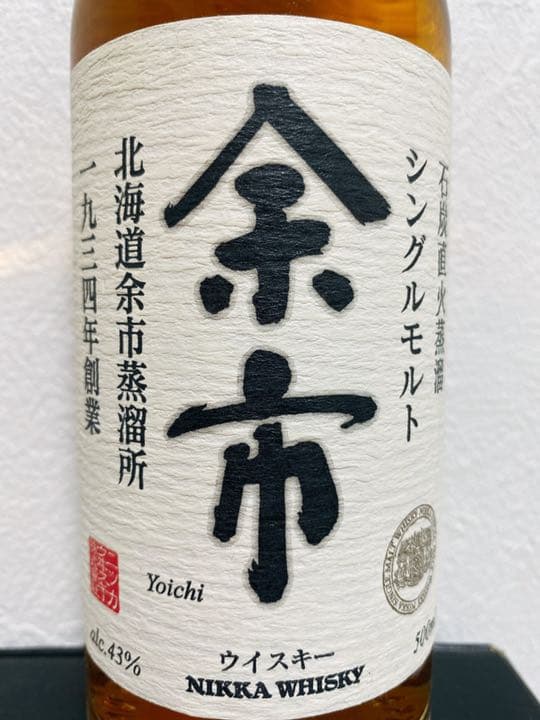 石炭直火蒸溜
シングルモルト
余市
北海道余市蒸溜所
一九三四年創業
Yoichi
alc.43%
ウイスキー
NIKKA WHISKY